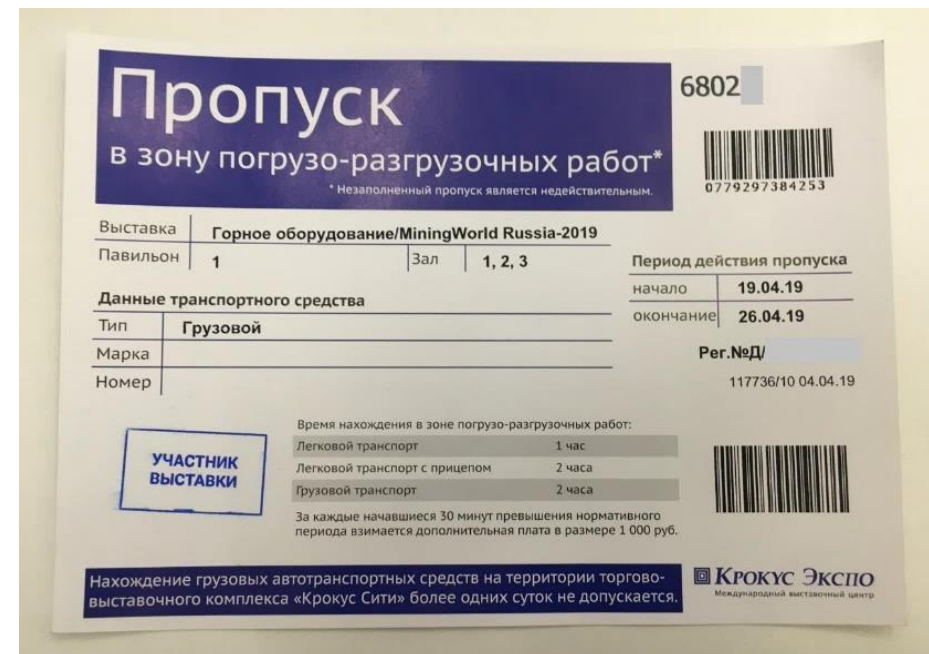 Пропуск
в зону погрузо-разгрузочных работ*
* Незаполненный пропуск является недействительным.
6802
0779297384253
Выставка Горное оборудование/MiningWorld Russia-2019
Павильон 1 Зал 1, 2, 3
Период действия пропуска
начало 19.04.19
окончание 26.04.19
Данные транспортного средства
Тип Грузовой
Марка
Номер
Рег.№Д/
117736/10 04.04.19
УЧАСТНИК
ВЫСТАВКИ
Время нахождения в зоне погрузо-разгрузочных работ:
Легковой транспорт 1 час
Легковой транспорт с прицепом 2 часа
Грузовой транспорт 2 часа
За каждые начавшиеся 30 минут превышения нормативного
периода взимается дополнительная плата в размере 1 000 руб.
Нахождение грузовых автотранспортных средств на территории торгово-
выставочного комплекса «Крокус Сити» более одних суток не допускается.
КРОКУС ЭКСПО
Международный выставочный центр